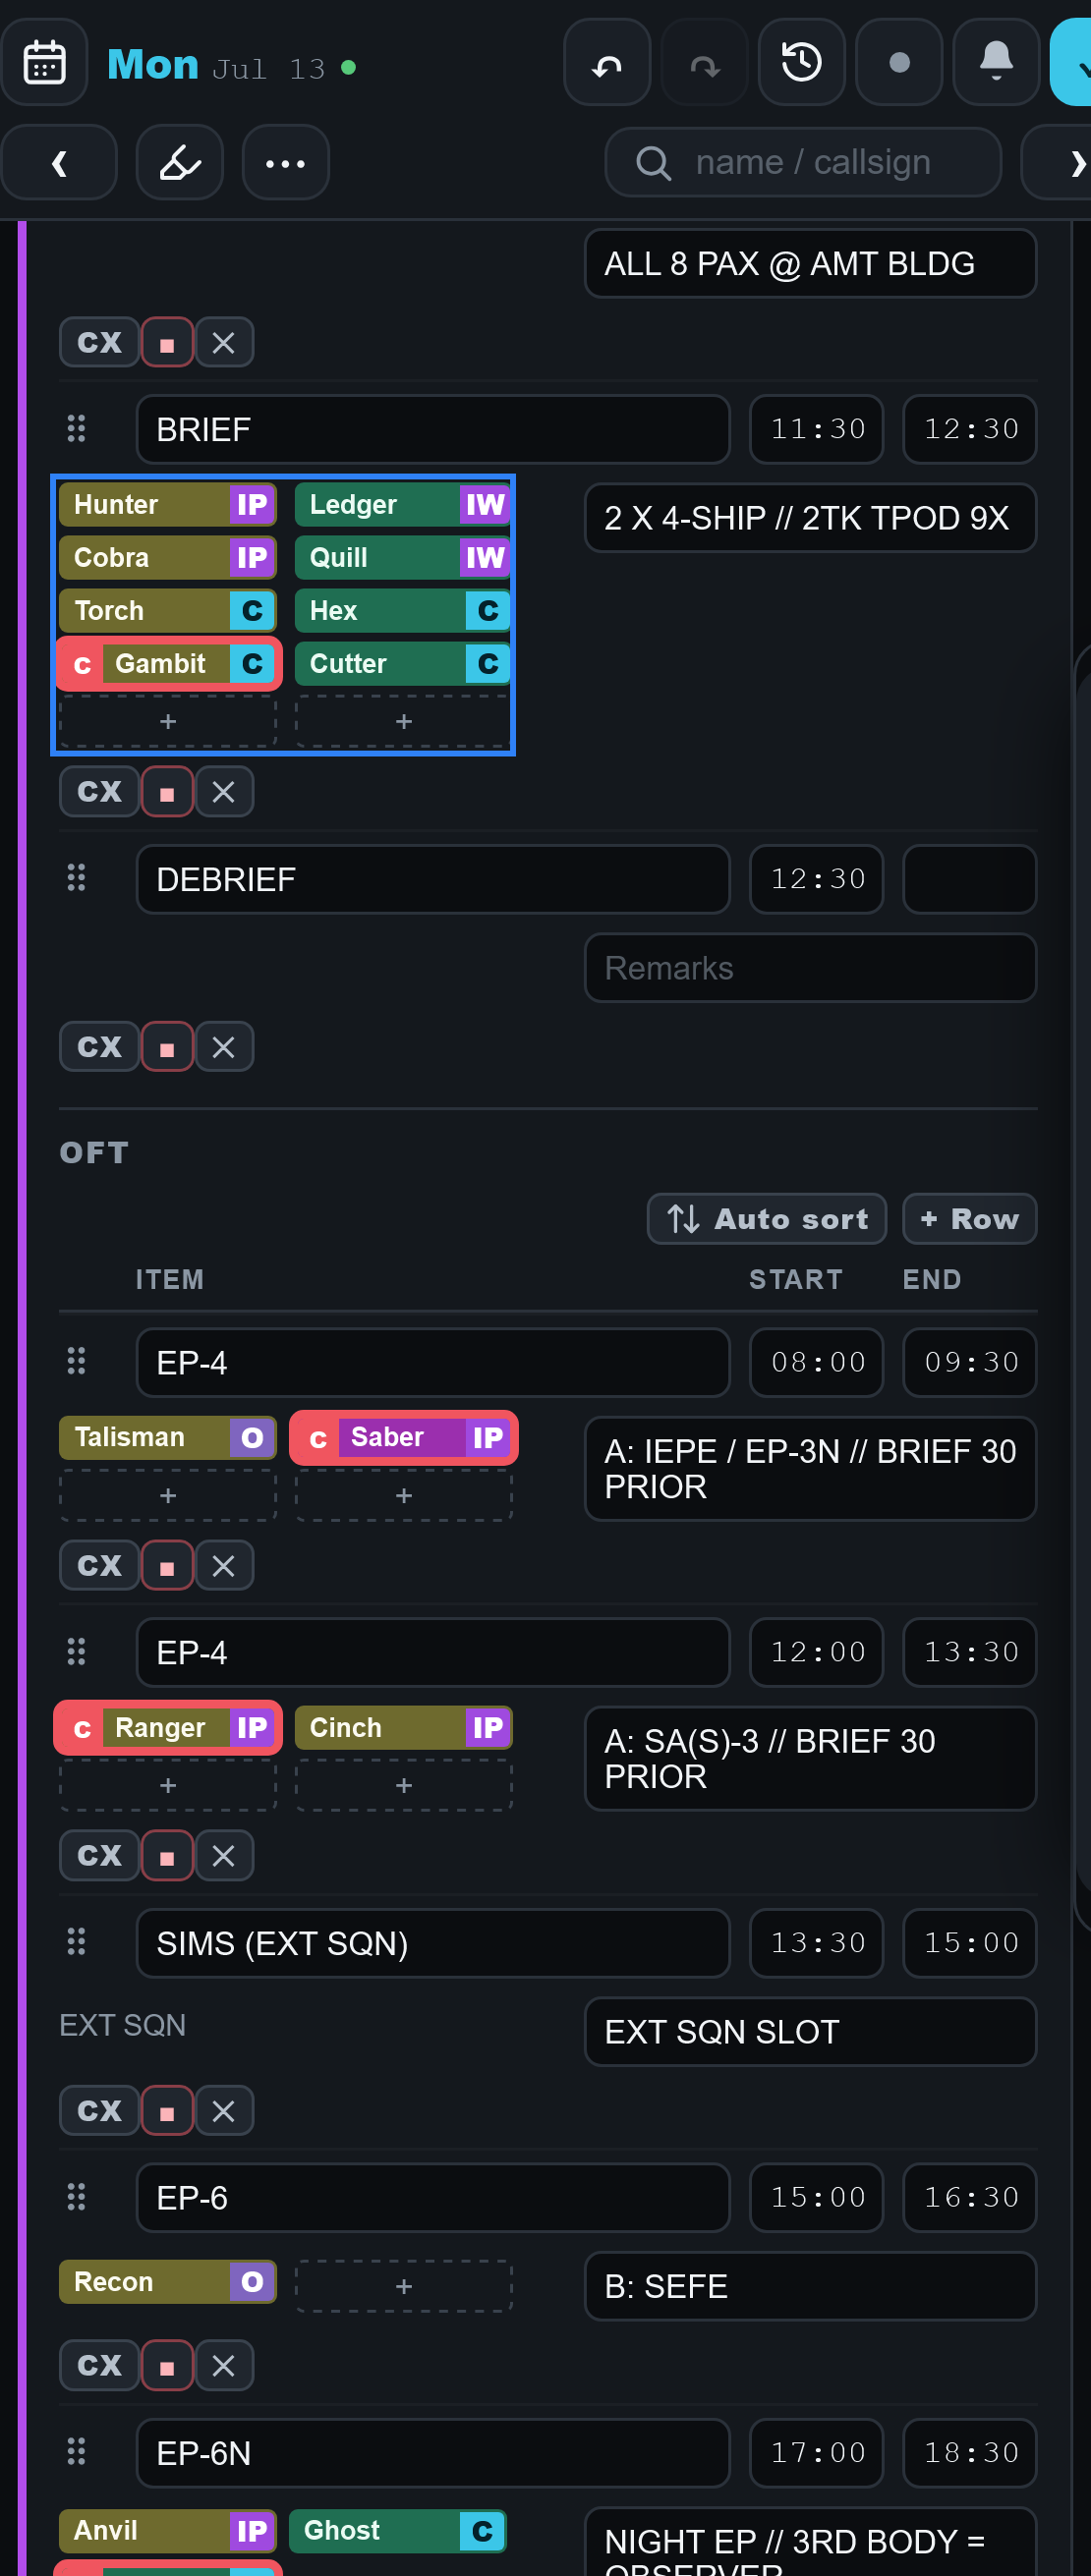 Mon Jul 13
name / callsign
ALL 8 PAX @ AMT BLDG
CX
BRIEF 11:30 12:30
Hunter IP Ledger IW 2 X 4-SHIP // 2TK TPOD 9X
Cobra IP Quill IW
Torch C Hex C
C Gambit C Cutter C
+ +
CX
DEBRIEF 12:30
Remarks
CX
OFT
Auto sort + Row
ITEM START END
EP-4 08:00 09:30
Talisman O C Saber IP A: IEPE / EP-3N // BRIEF 30
PRIOR
+ +
CX
EP-4 12:00 13:30
C Ranger IP Cinch IP A: SA(S)-3 // BRIEF 30
PRIOR
+ +
CX
SIMS (EXT SQN) 13:30 15:00
EXT SQN EXT SQN SLOT
CX
EP-6 15:00 16:30
Recon O + B: SEFE
CX
EP-6N 17:00 18:30
Anvil IP Ghost C NIGHT EP // 3RD BODY =
OBSERVER